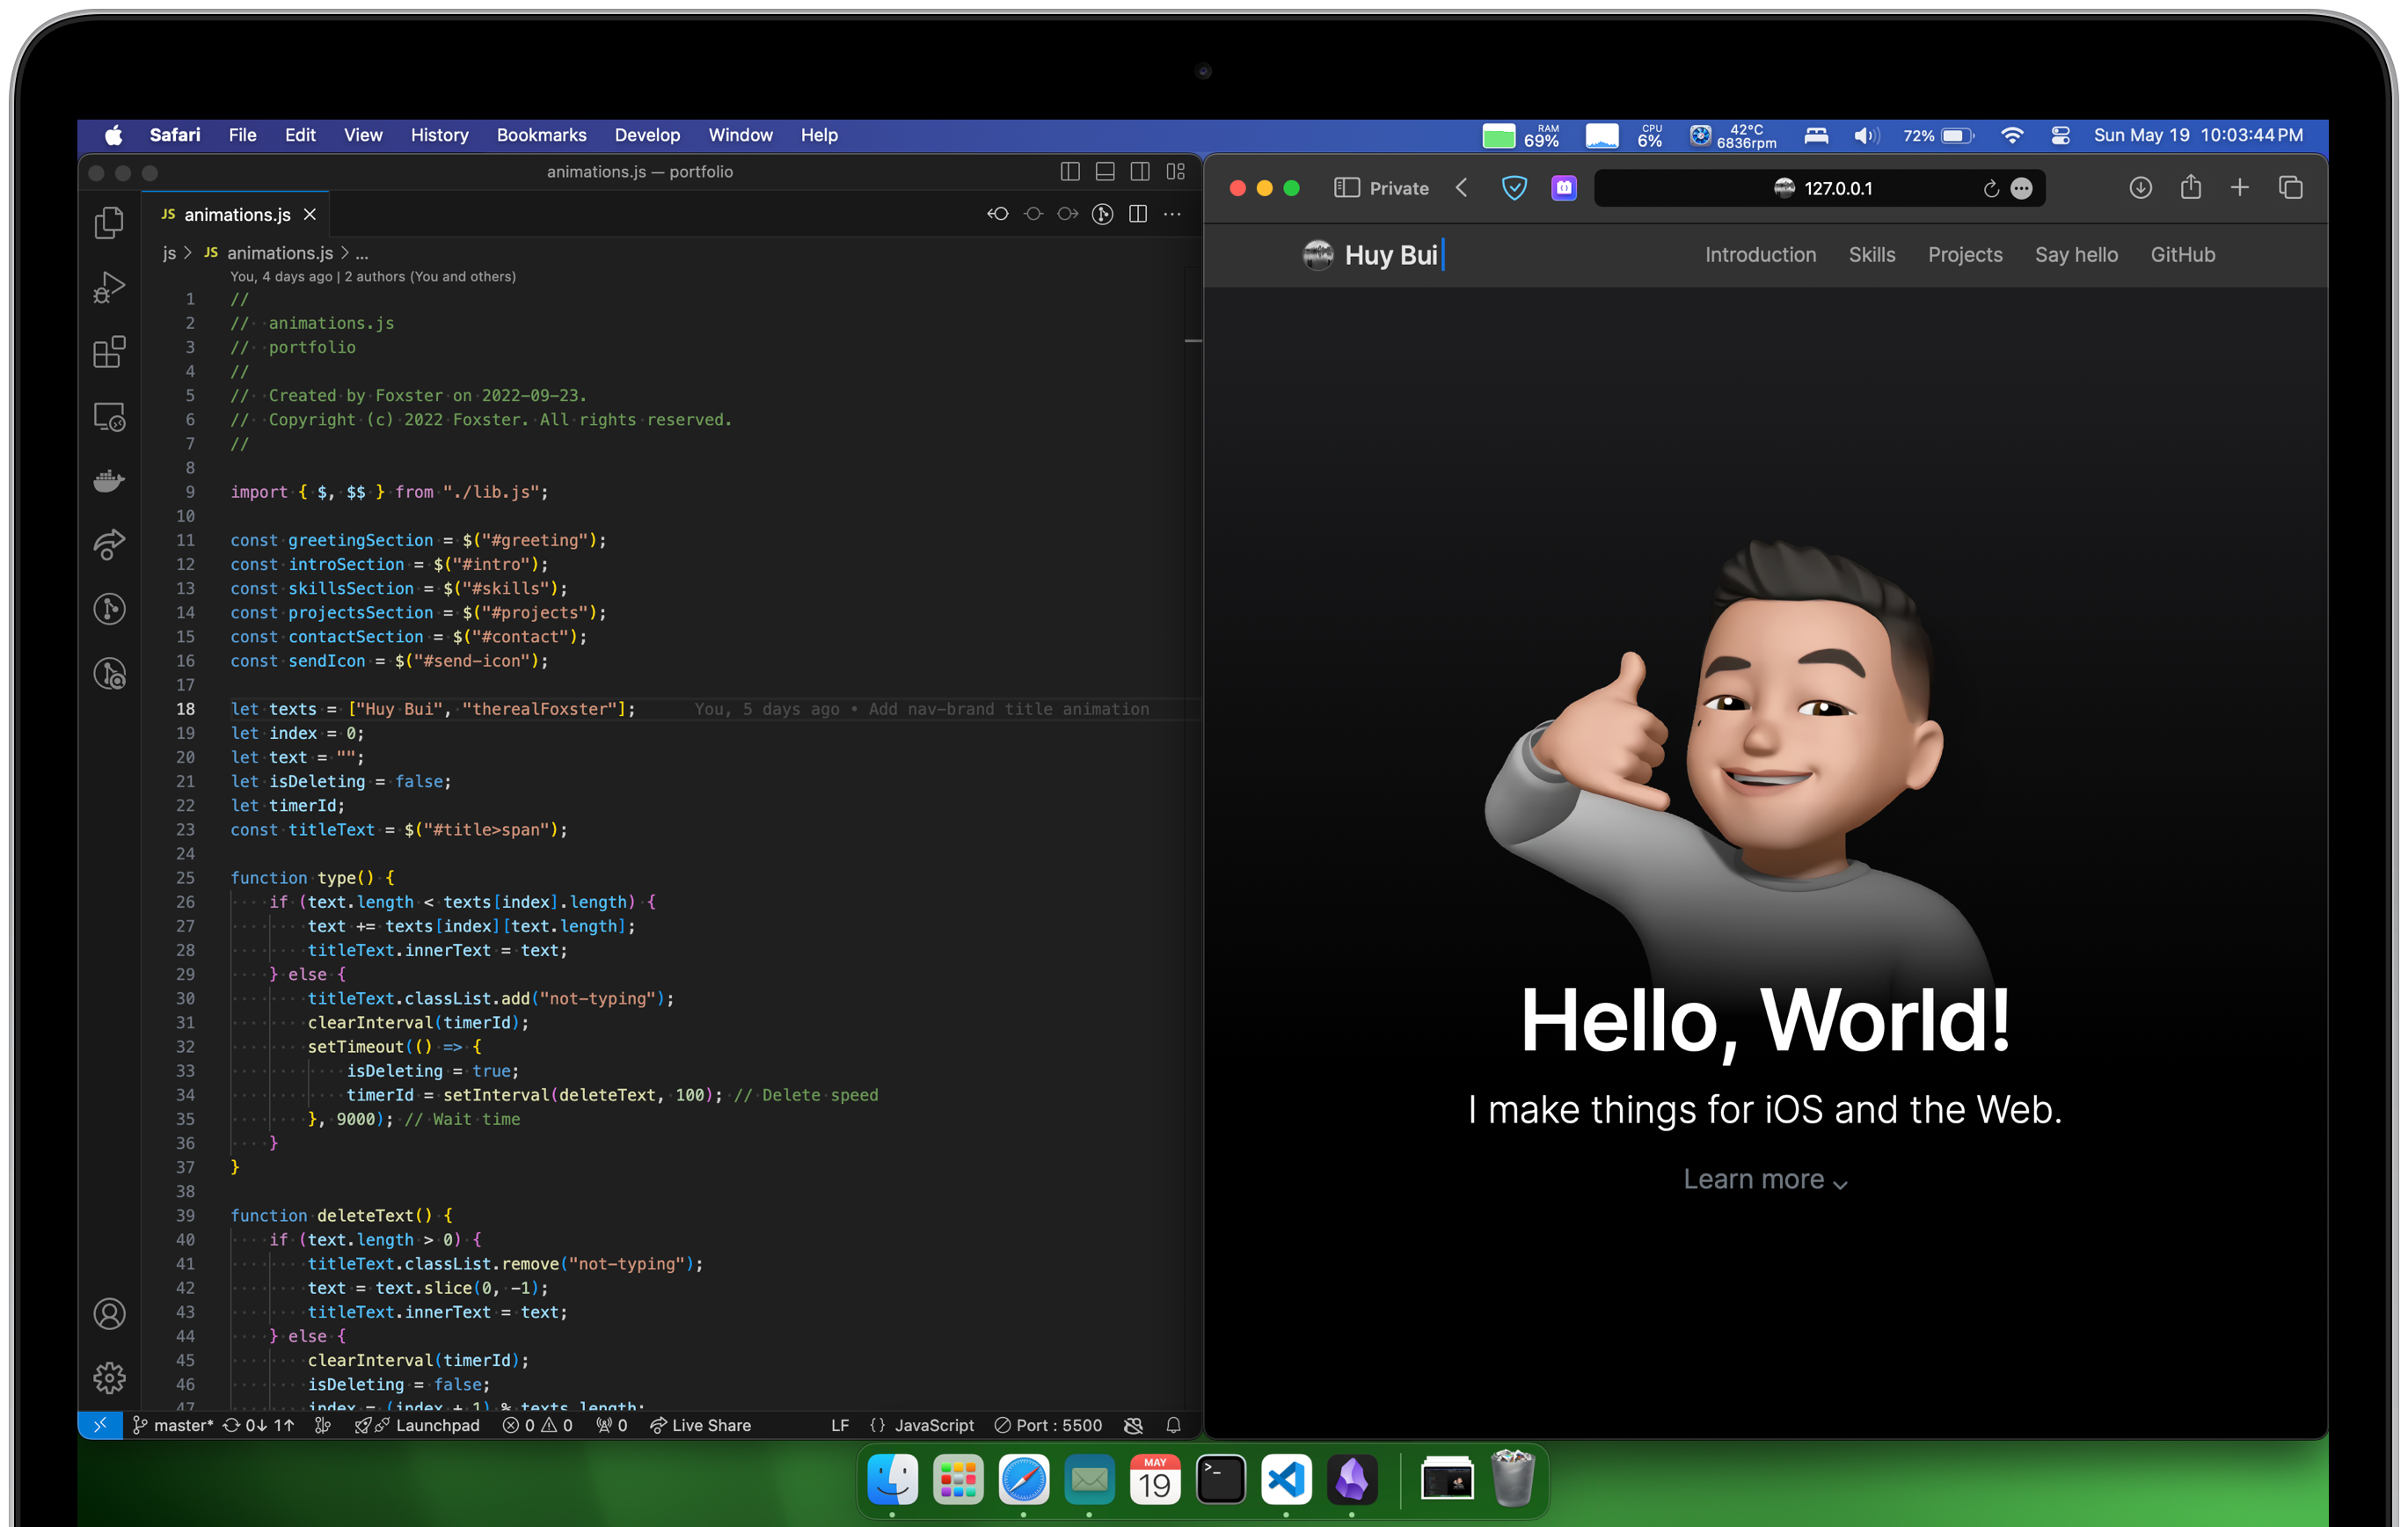 Safari File Edit View History Bookmarks Develop Window Help RAM 69% CPU 6% 42°C 6836rpm 72% Sun May 19 10:03:44 PM
animations.js — portfolio
JS animations.js
js > JS animations.js > ...
You, 4 days ago | 2 authors (You and others)
1 //
2 // animations.js
3 // portfolio
4 //
5 // Created by Foxster on 2022-09-23.
6 // Copyright (c) 2022 Foxster. All rights reserved.
7 //
8
9 import { $, $$ } from "./lib.js";
10
11 const greetingSection = $("#greeting");
12 const introSection = $("#intro");
13 const skillsSection = $("#skills");
14 const projectsSection = $("#projects");
15 const contactSection = $("#contact");
16 const sendIcon = $("#send-icon");
17
18 let texts = ["Huy Bui", "therealFoxster"]; You, 5 days ago • Add nav-brand title animation
19 let index = 0;
20 let text = "";
21 let isDeleting = false;
22 let timerId;
23 const titleText = $("#title>span");
24
25 function type() {
26 if (text.length < texts[index].length) {
27 text += texts[index][text.length];
28 titleText.innerText = text;
29 } else {
30 titleText.classList.add("not-typing");
31 clearInterval(timerId);
32 setTimeout(() => {
33 isDeleting = true;
34 timerId = setInterval(deleteText, 100); // Delete speed
35 }, 9000); // Wait time
36 }
37 }
38
39 function deleteText() {
40 if (text.length > 0) {
41 titleText.classList.remove("not-typing");
42 text = text.slice(0, -1);
43 titleText.innerText = text;
44 } else {
45 clearInterval(timerId);
46 isDeleting = false;
47 index = (index + 1) % texts.length;
master* 0↓ 1↑ Launchpad 0 0 0 Live Share LF {} JavaScript Port : 5500
Private 127.0.0.1
Huy Bui Introduction Skills Projects Say hello GitHub
Hello, World!
I make things for iOS and the Web.
Learn more
MAY
19
>_